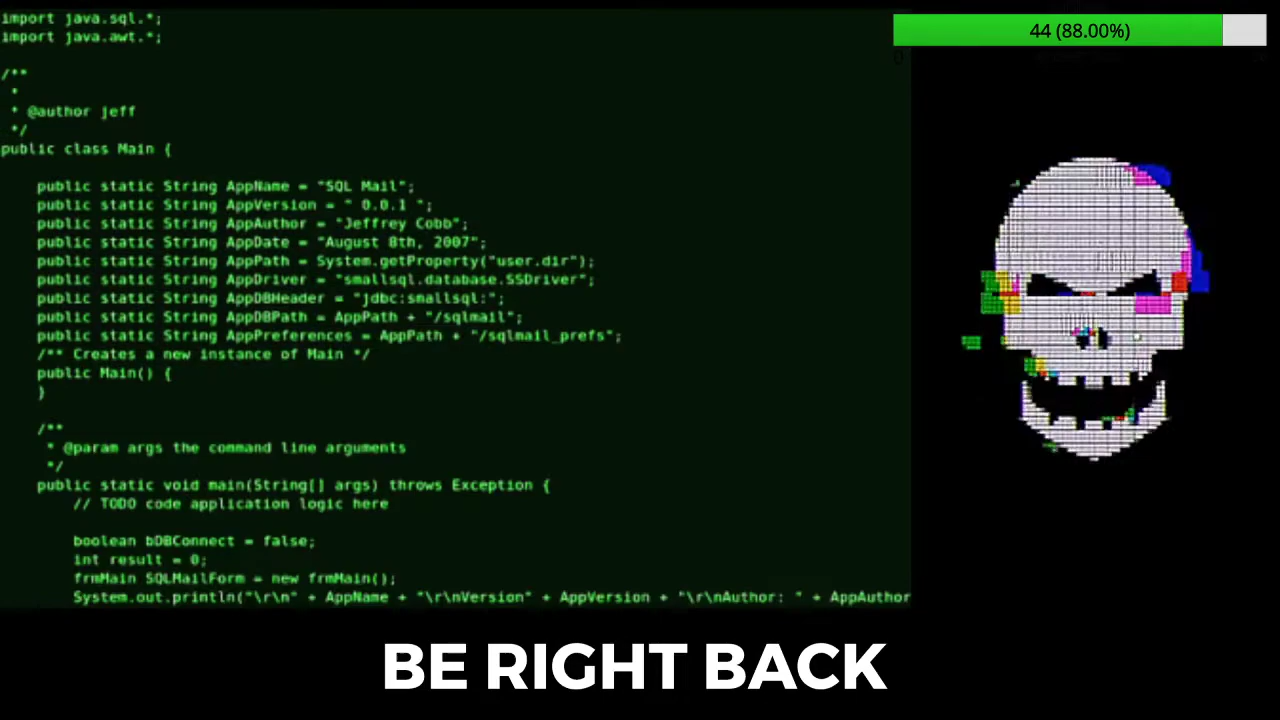 import java.sql.*;
import java.awt.*;
/**
*
* @author jeff
*/
public class Main {
public static String AppName = "SQL Mail";
public static String AppVersion = " 0.0.1 ";
public static String AppAuthor = "Jeffrey Cobb";
public static String AppDate = "August 8th, 2007";
public static String AppPath = System.getProperty("user.dir");
public static String AppDriver = "smallsql.database.SSDriver";
public static String AppDBHeader = "jdbc:smallsql:";
public static String AppDBPath = AppPath + "/sqlmail";
public static String AppPreferences = AppPath + "/sqlmail_prefs";
/** Creates a new instance of Main */
public Main() {
}
/**
* @param args the command line arguments
*/
public static void main(String[] args) throws Exception {
// TODO code application logic here
boolean bDBConnect = false;
int result = 0;
frmMain SQLMailForm = new frmMain();
System.out.println("\r\n" + AppName + "\r\nVersion" + AppVersion + "\r\nAuthor: " + AppAuthor
44 (88.00%)
0
BE RIGHT BACK